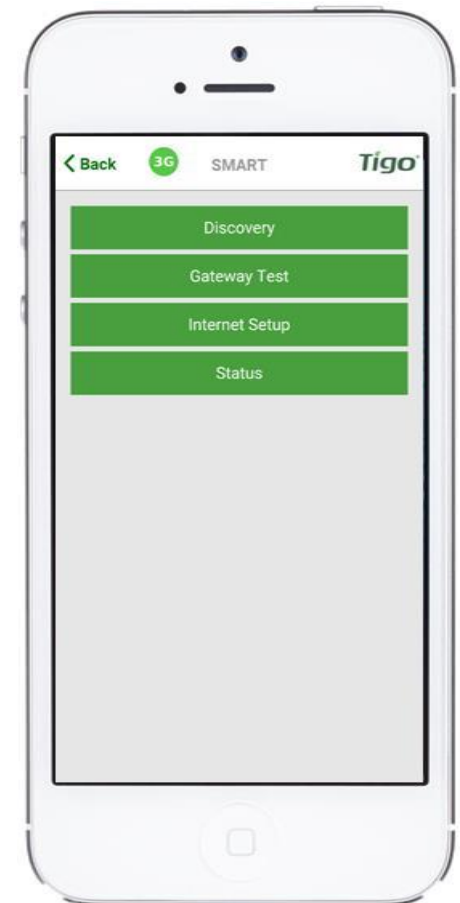 Back 3G SMART Tigo
Discovery
Gateway Test
Internet Setup
Status